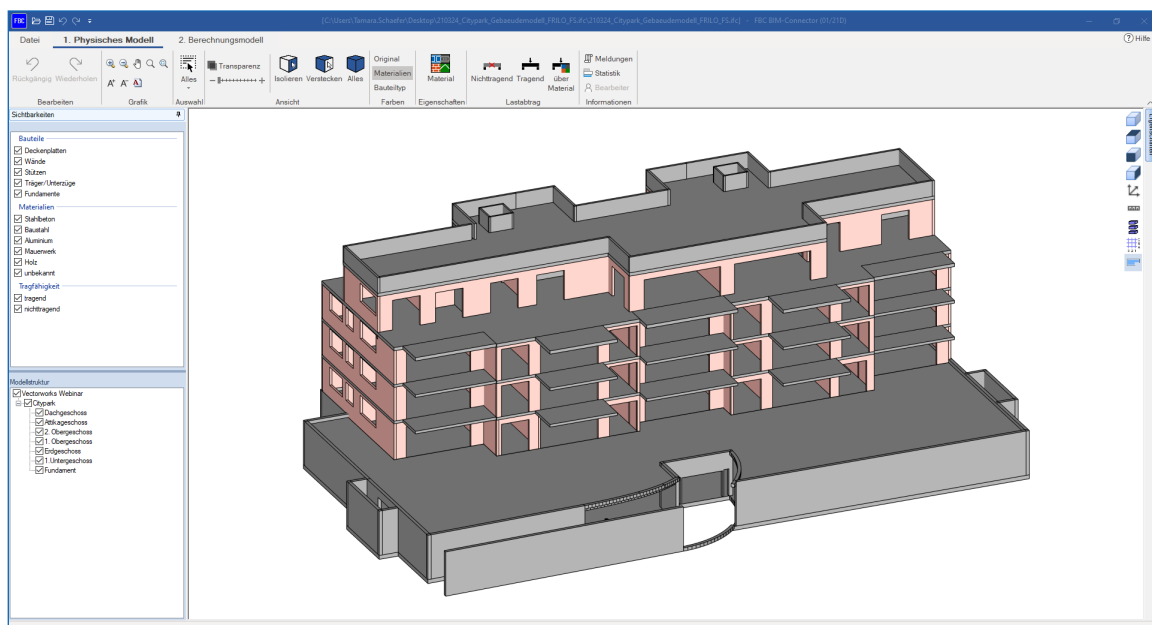 FBC [C:\Users\Tamara.Schaefer\Desktop\210324_Citypark_Gebaeudemodell_FRILO_FS.ifc\210324_Citypark_Gebaeudemodell_FRILO_FS.ifc] - FBC BIM-Connector (01/21D)
Datei 1. Physisches Modell 2. Berechnungsmodell Hilfe
Rückgängig Wiederholen
Bearbeiten
Grafik
Alles
Auswahl
Transparenz
Isolieren Verstecken Alles
Ansicht
Original
Materialien
Bauteiltyp
Farben
Material
Eigenschaften
Nichttragend Tragend über Material
Lastabtrag
Meldungen
Statistik
Bearbeiter
Informationen
Sichtbarkeiten
Bauteile
Deckenplatten
Wände
Stützen
Träger/Unterzüge
Fundamente
Materialien
Stahlbeton
Baustahl
Aluminium
Mauerwerk
Holz
unbekannt
Tragfähigkeit
tragend
nichttragend
Modellstruktur
Vectorworks Webinar
Citypark
Dachgeschoss
Attikageschoss
2. Obergeschoss
1. Obergeschoss
Erdgeschoss
1.Untergeschoss
Fundament
Eigenschaften